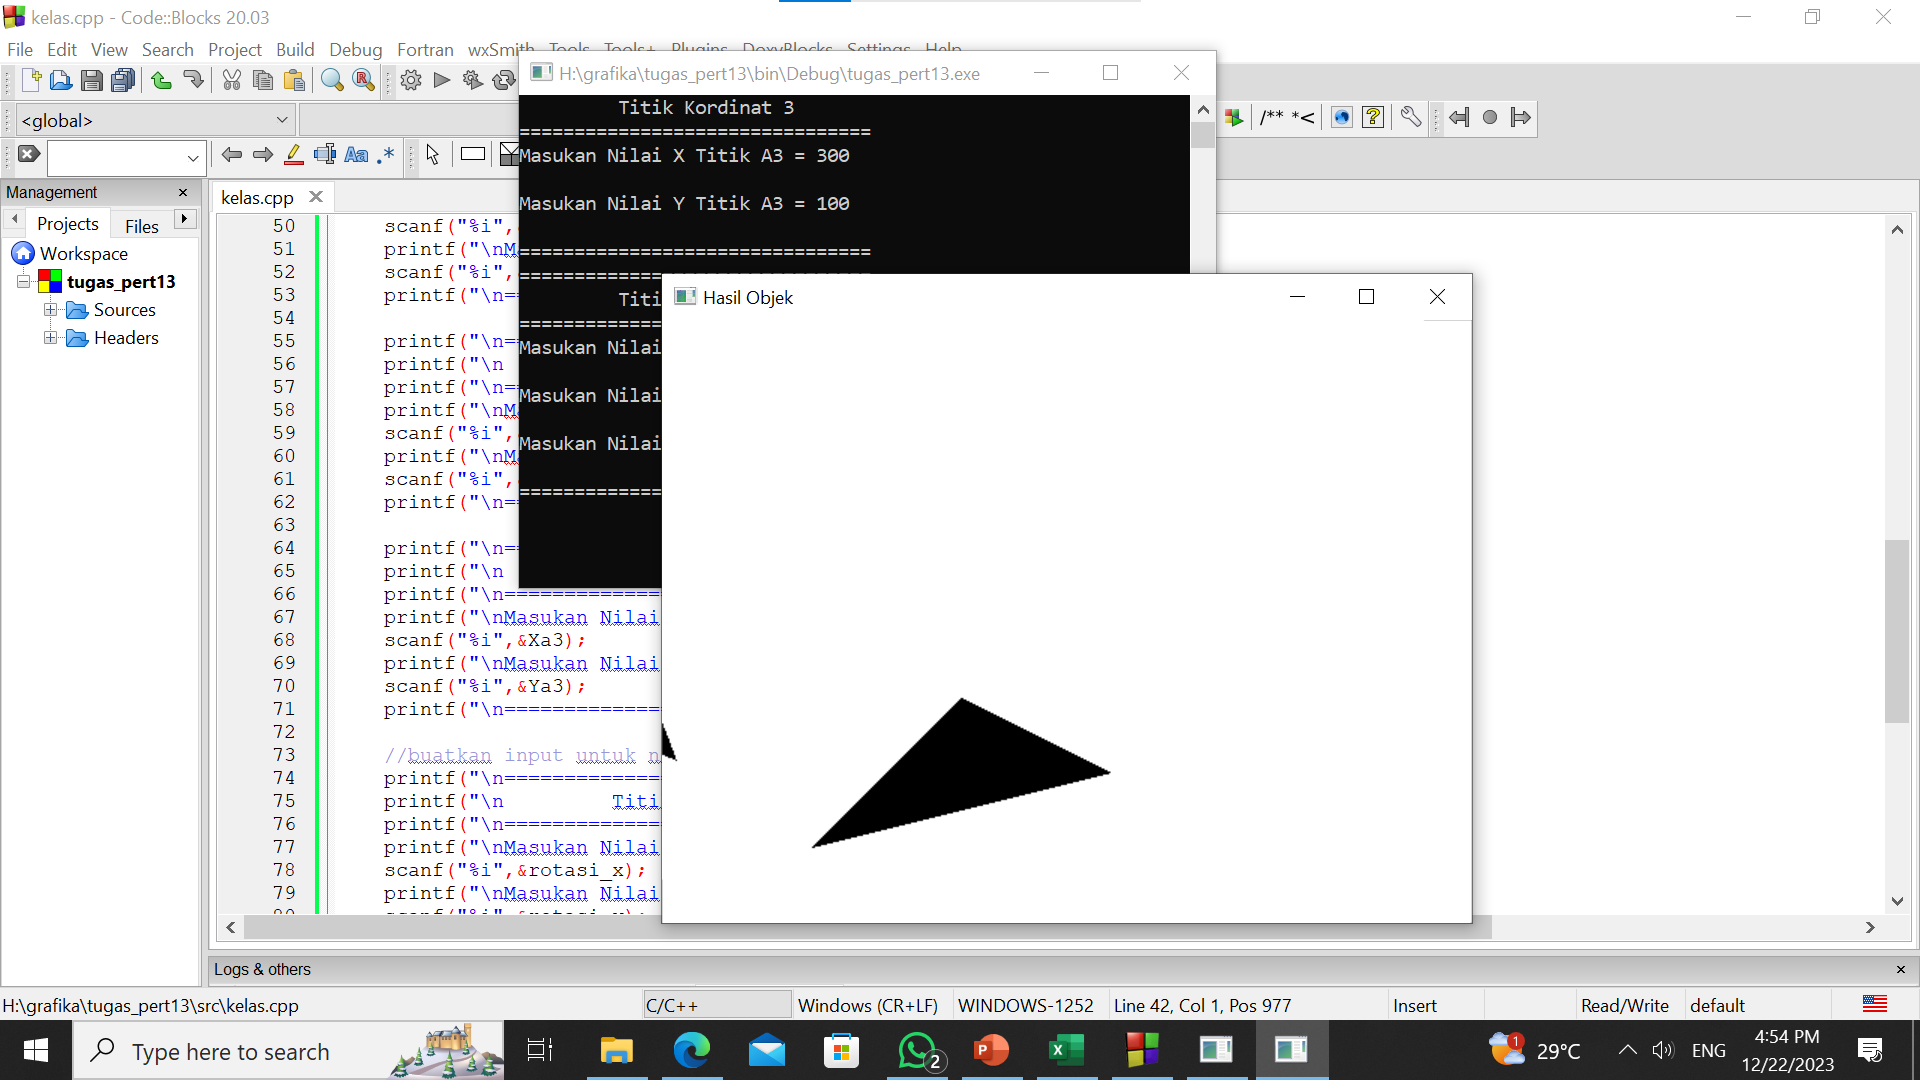 kelas.cpp - Code::Blocks 20.03
File Edit View Search Project Build Debug Fortran wxSmith Tools Tools+ Plugins DoxyBlocks Settings Help
H:\grafika\tugas_pert13\bin\Debug\tugas_pert13.exe
<global>
/** *<
Management
Projects
Files
Workspace
tugas_pert13
Sources
Headers
kelas.cpp
Titik Kordinat 3
================================
Masukan Nilai X Titik A3 = 300
Masukan Nilai Y Titik A3 = 100
================================
================================
Titi
=============
Masukan Nilai
Masukan Nilai
Masukan Nilai
=============
Hasil Objek
50 scanf("%i",
51 printf("\nMa
52 scanf("%i",
53 printf("\n==
54
55 printf("\n==
56 printf("\n
57 printf("\n==
58 printf("\nMa
59 scanf("%i",
60 printf("\nMa
61 scanf("%i",
62 printf("\n==
63
64 printf("\n==
65 printf("\n
66 printf("\n=============
67 printf("\nMasukan Nilai
68 scanf("%i",&Xa3);
69 printf("\nMasukan Nilai
70 scanf("%i",&Ya3);
71 printf("\n=============
72
73 //buatkan input untuk n
74 printf("\n=============
75 printf("\n Titi
76 printf("\n=============
77 printf("\nMasukan Nilai
78 scanf("%i",&rotasi_x);
79 printf("\nMasukan Nilai
Logs & others
H:\grafika\tugas_pert13\src\kelas.cpp
C/C++
Windows (CR+LF)
WINDOWS-1252
Line 42, Col 1, Pos 977
Insert
Read/Write
default
Type here to search
2
1
29°C
ENG
4:54 PM
12/22/2023